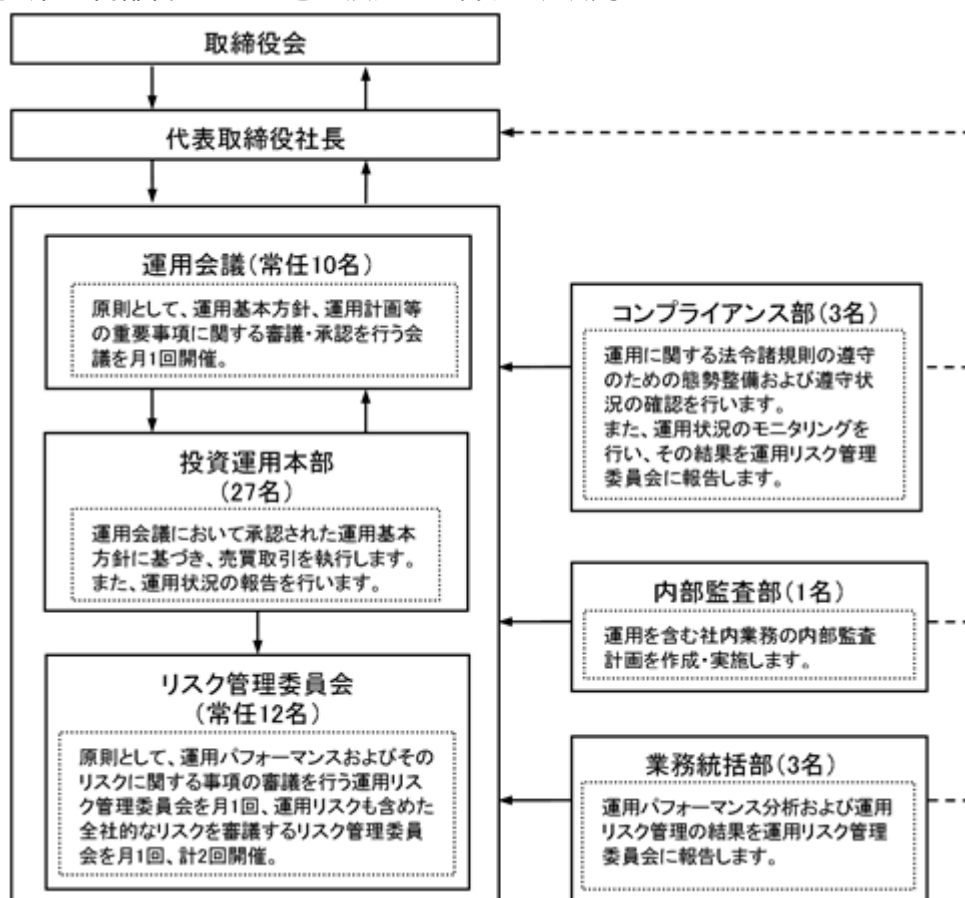 取締役会
代表取締役社長
運用会議(常任10名)
原則として、運用基本方針、運用計画等
の重要事項に関する審議・承認を行う会
議を月1回開催。
投資運用本部
(27名)
運用会議において承認された運用基本
方針に基づき、売買取引を執行します。
また、運用状況の報告を行います。
リスク管理委員会
(常任12名)
原則として、運用パフォーマンスおよびその
リスクに関する事項の審議を行う運用リス
ク管理委員会を月1回、運用リスクも含めた
全社的なリスクを審議するリスク管理委員
会を月1回、計2回開催。
コンプライアンス部(3名)
運用に関する法令諸規則の遵守
のための態勢整備および遵守状
況の確認を行います。
また、運用状況のモニタリングを
行い、その結果を運用リスク管理
委員会に報告します。
内部監査部(1名)
運用を含む社内業務の内部監査
計画を作成・実施します。
業務統括部(3名)
運用パフォーマンス分析および運用
リスク管理の結果を運用リスク管理
委員会に報告します。